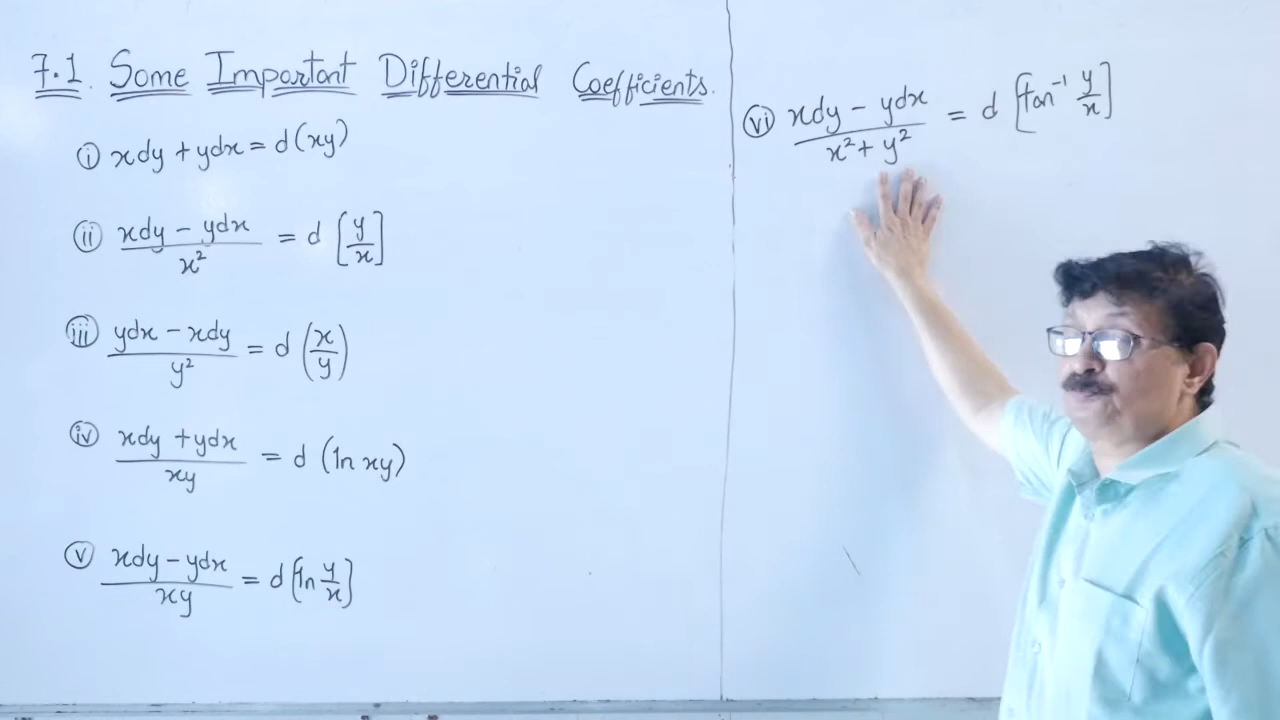 7.1. Some Important Differential Coefficients.
(i) xdy + ydx = d(xy)
(ii) (xdy - ydx)/x² = d[y/x]
(iii) (ydx - xdy)/y² = d(x/y)
(iv) (xdy + ydx)/xy = d(ln xy)
(v) (xdy - ydx)/xy = d[ln y/x]
(vi) (xdy - ydx)/(x² + y²) = d[tan⁻¹ y/x]